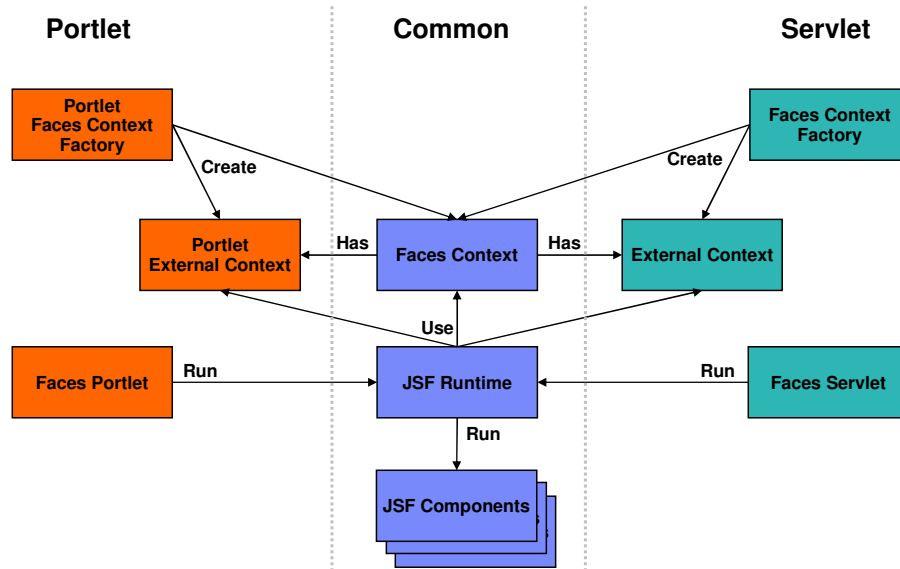 Portlet
Common
Servlet
Portlet
Faces Context
Factory
Faces Context
Factory
Create
Create
Portlet
External Context
Has
Faces Context
Has
External Context
Use
Faces Portlet
Run
JSF Runtime
Run
Faces Servlet
Run
JSF Components
s
s